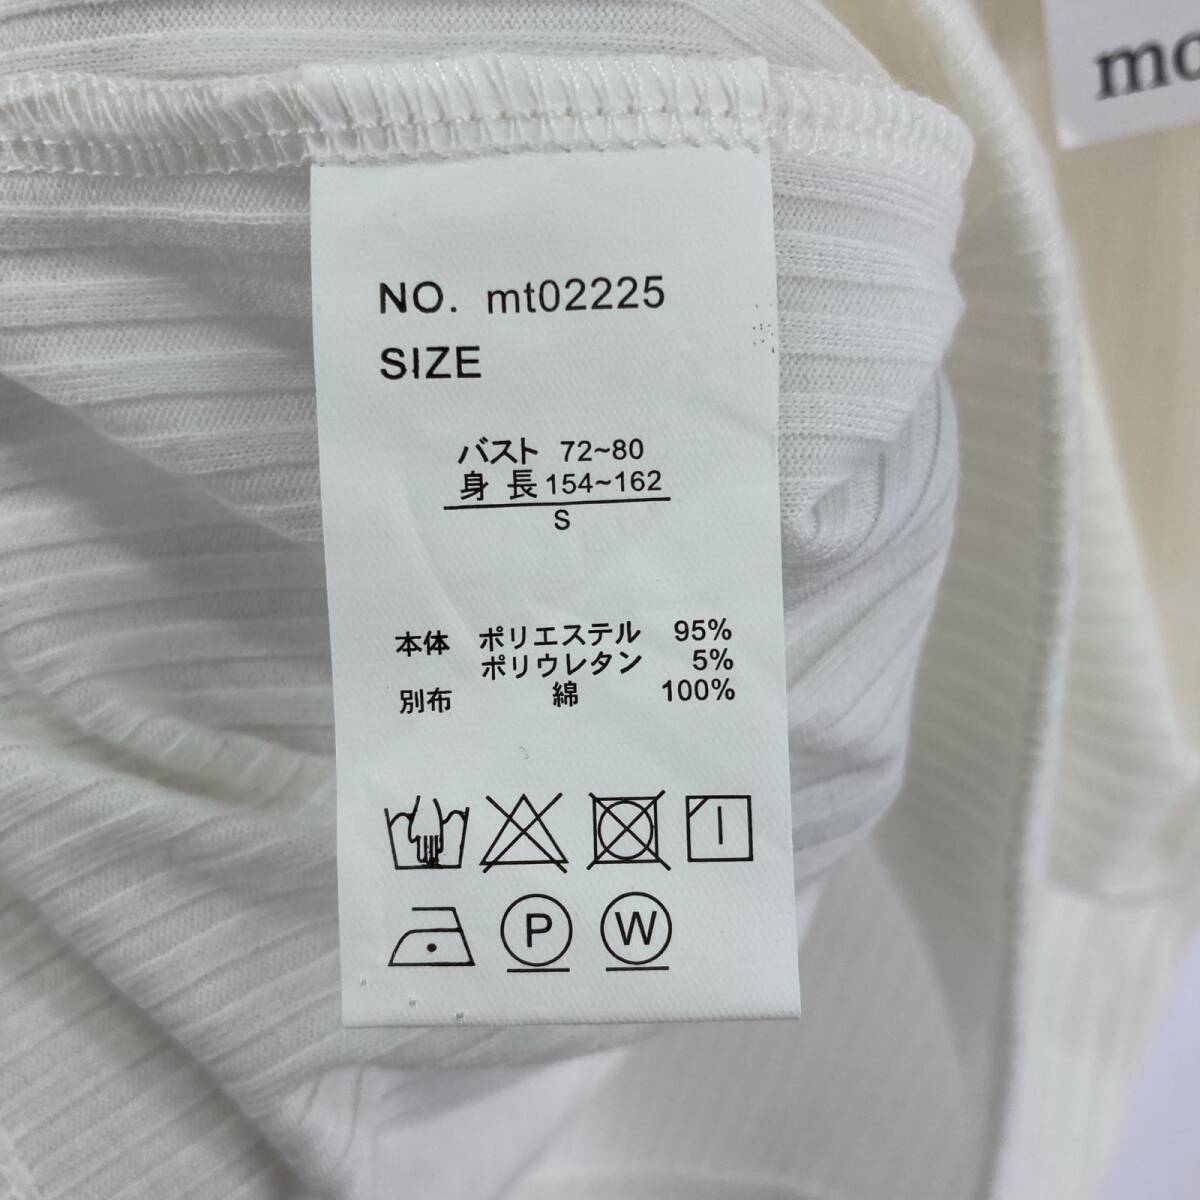 mo
NO. mt02225
SIZE
バスト 72~80
身 長 154~162
S
本体 ポリエステル 95%
ポリウレタン 5%
別布 綿 100%
P W